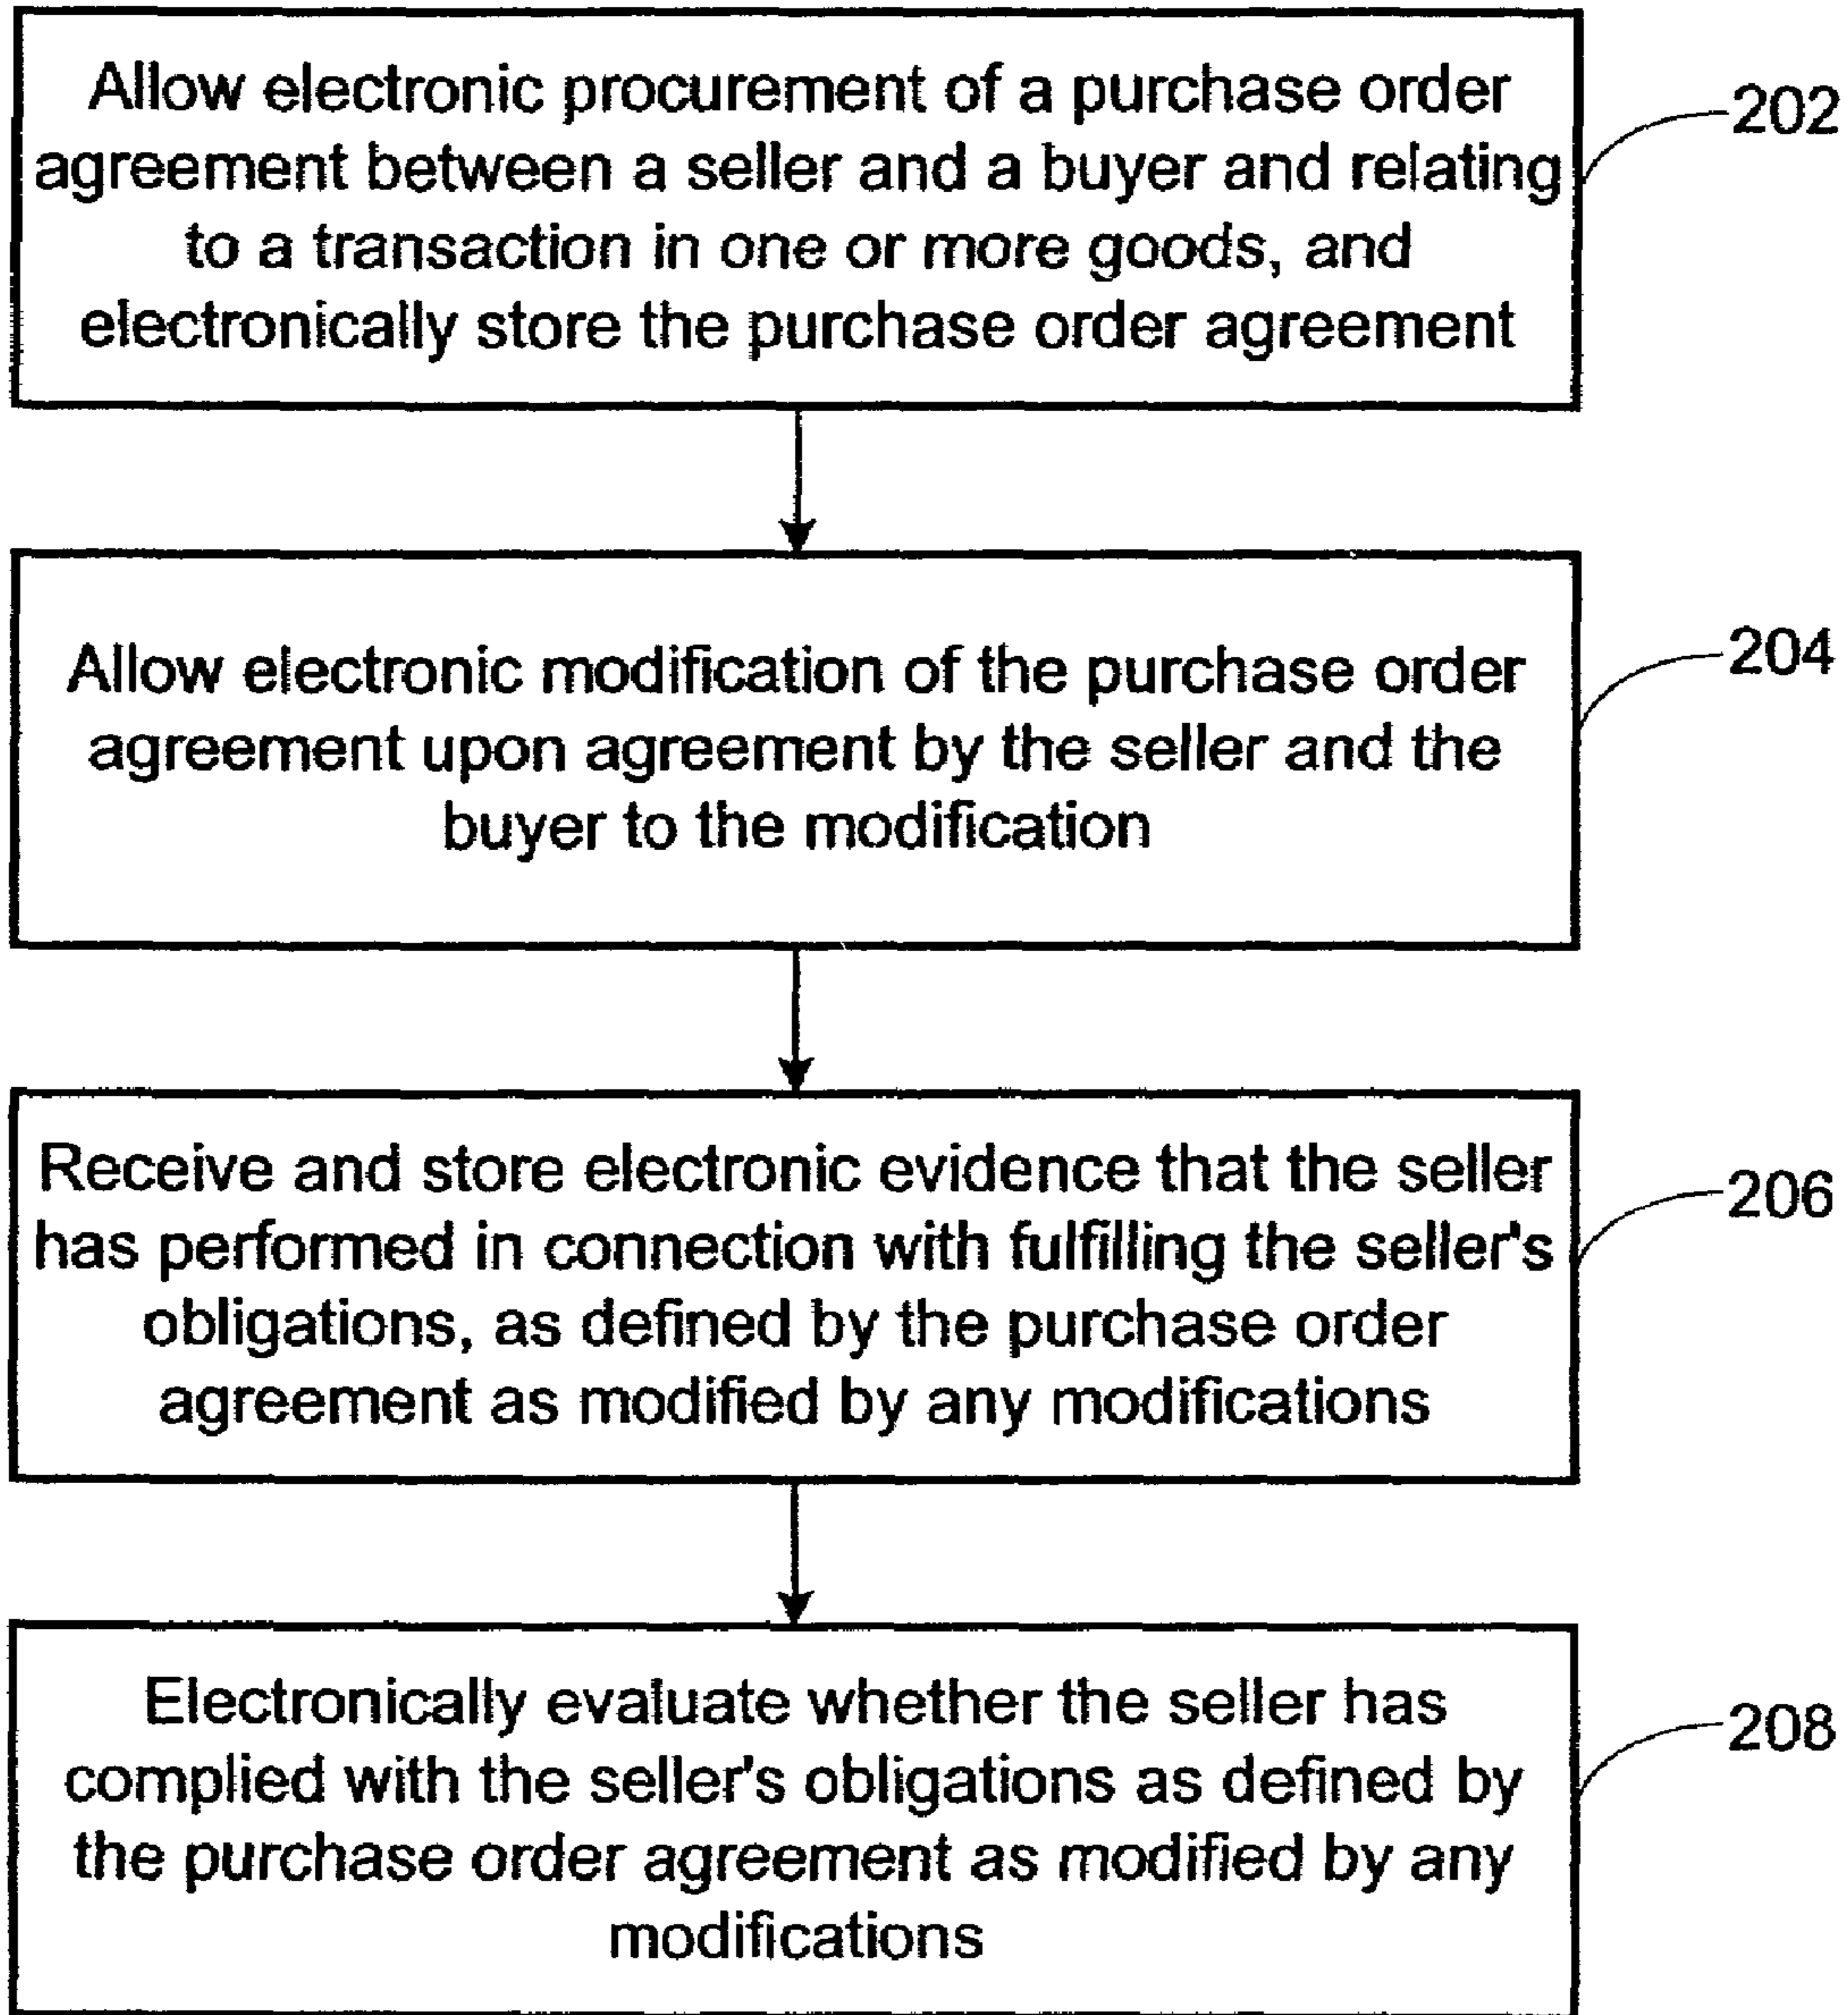 Allow electronic procurement of a purchase order
agreement between a seller and a buyer and relating
to a transaction in one or more goods, and
electronically store the purchase order agreement
202
Allow electronic modification of the purchase order
agreement upon agreement by the seller and the
buyer to the modification
204
Receive and store electronic evidence that the seller
has performed in connection with fulfilling the seller's
obligations, as defined by the purchase order
agreement as modified by any modifications
206
Electronically evaluate whether the seller has
complied with the seller's obligations as defined by
the purchase order agreement as modified by any
modifications
208